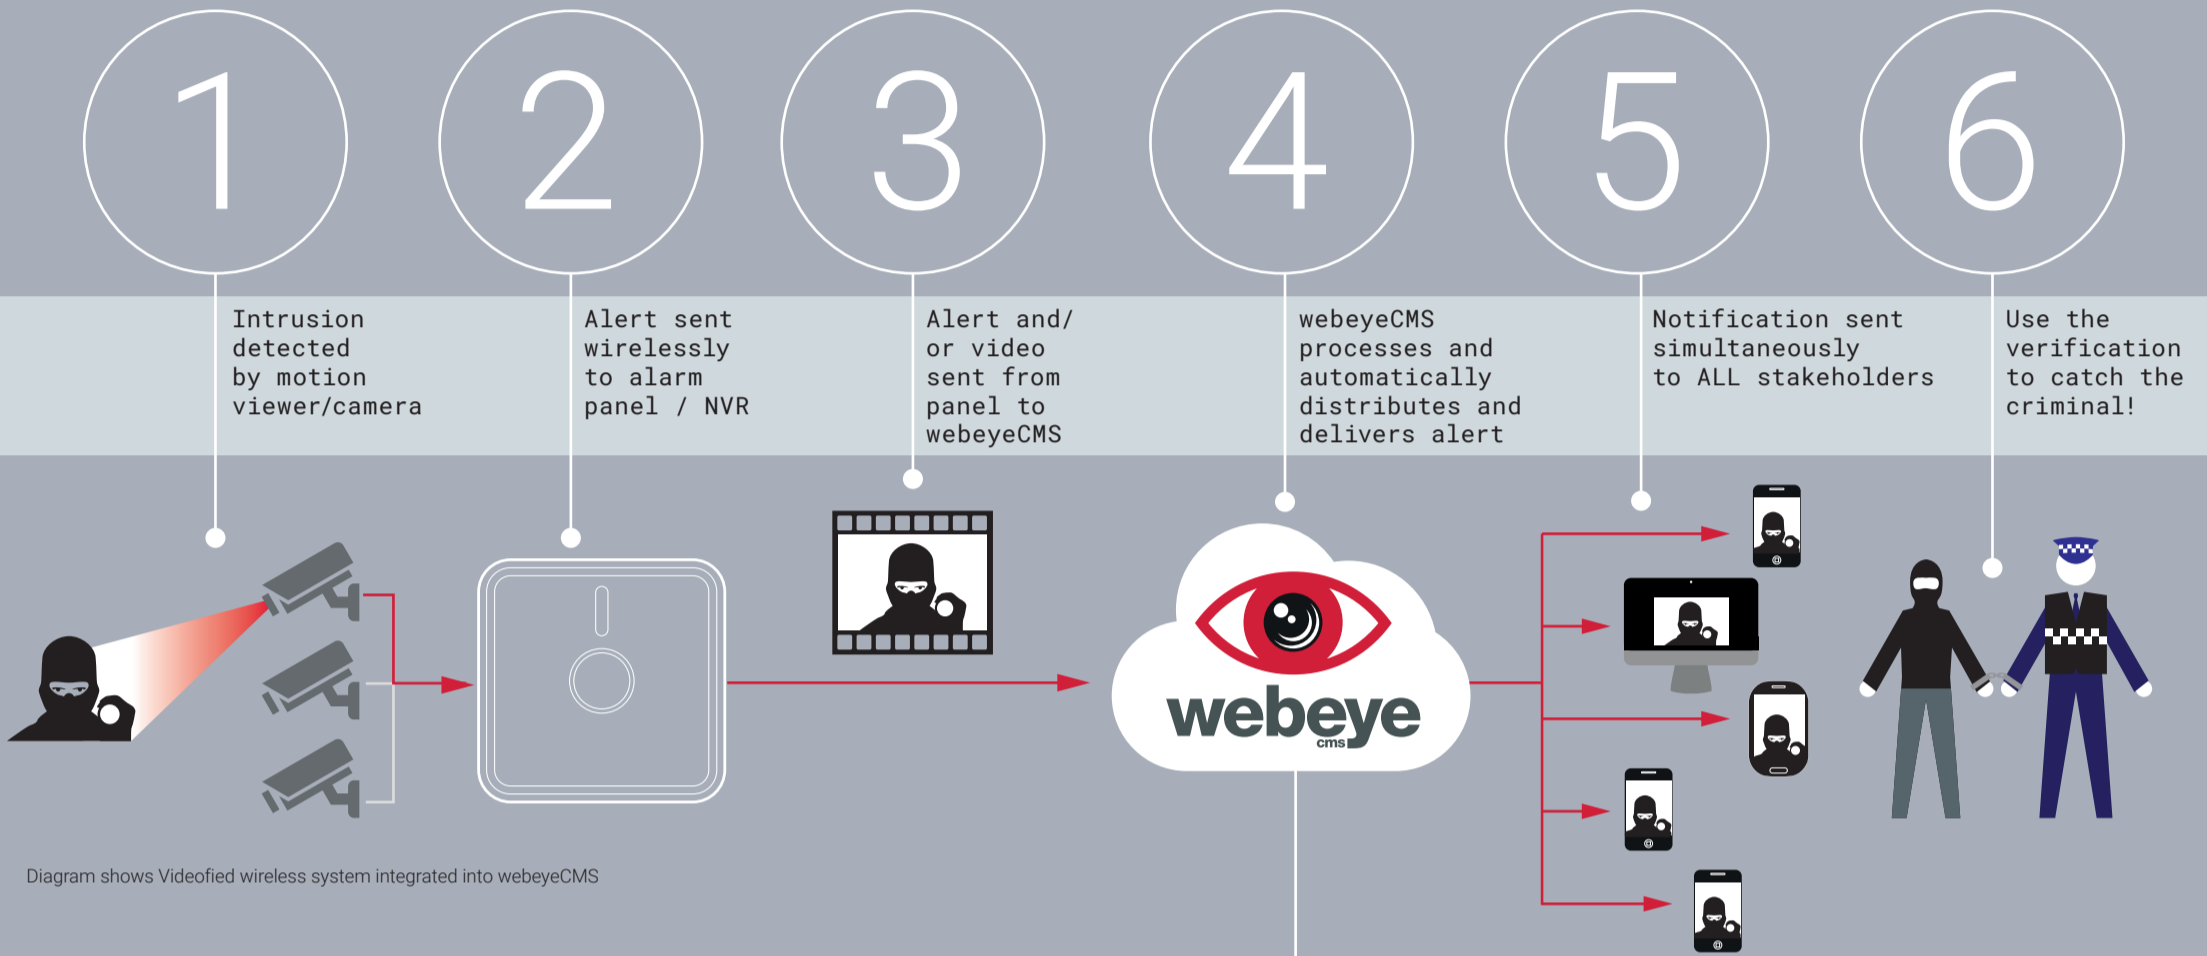 1
2
3
4
5
6
Intrusion
detected
by motion
viewer/camera
Alert sent
wirelessly
to alarm
panel / NVR
Alert and/
or video
sent from
panel to
webeyeCMS
webeyeCMS
processes and
automatically
distributes and
delivers alert
Notification sent
simultaneously
to ALL stakeholders
Use the
verification
to catch the
criminal!
webeye
cms
Diagram shows Videofied wireless system integrated into webeyeCMS